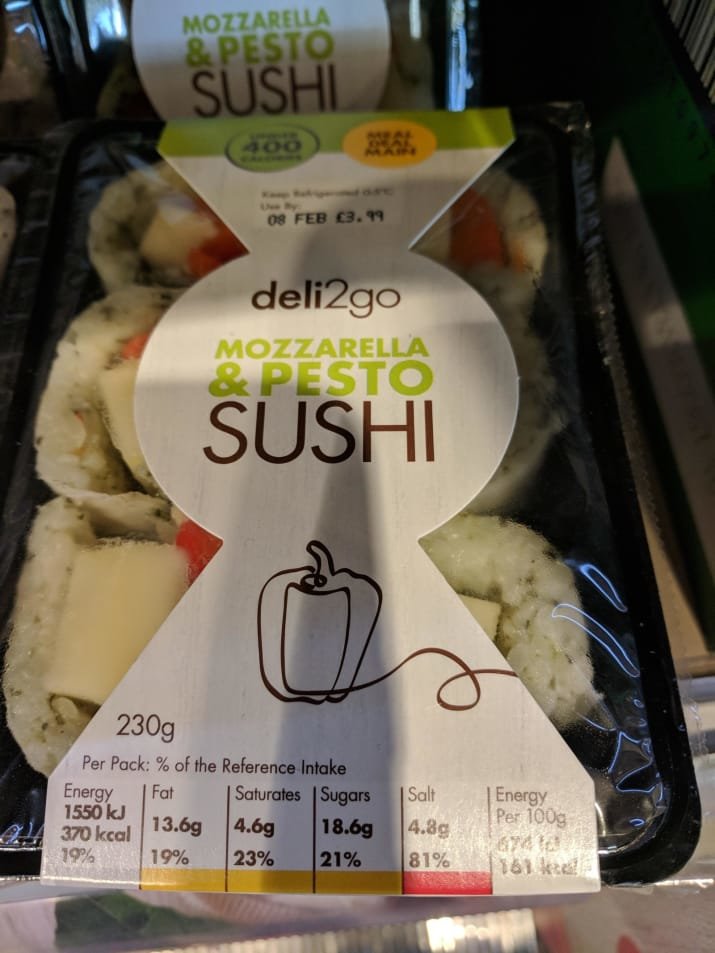 MOZZARELLA
& PESTO
SUSHI
UNDER
400
CALORIES
MEAL
DEAL
MAIN
Keep Refrigerated 0-5°C
Use By:
08 FEB £3.99
deli2go
MOZZARELLA
& PESTO
SUSHI
230g
Per Pack: % of the Reference Intake
Energy
1550 kJ
370 kcal
19%
Fat
13.6g
19%
Saturates
4.6g
23%
Sugars
18.6g
21%
Salt
4.8g
81%
Energy
Per 100g
674 kJ
161 kcal